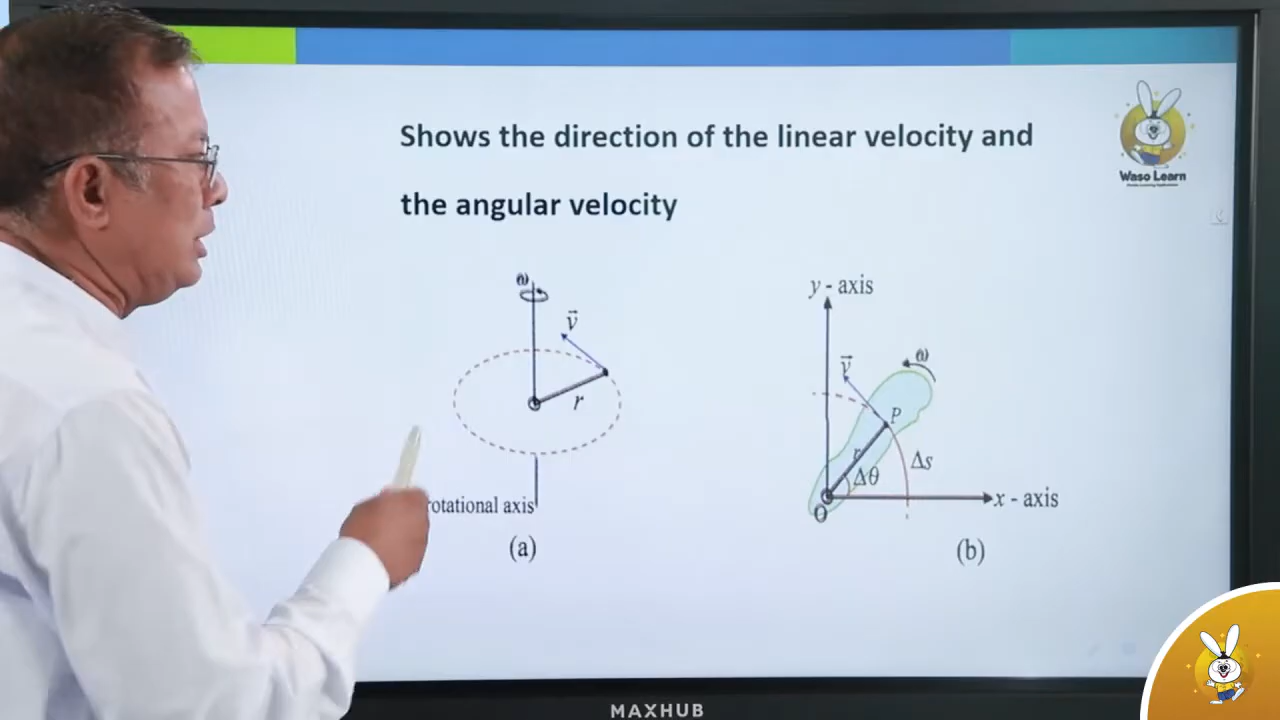 Shows the direction of the linear velocity and
the angular velocity
Waso Learn
ω
v⃗
r
rotational axis
(a)
y - axis
ω
v⃗
P
r
Δθ
Δs
x - axis
O
(b)
MAXHUB